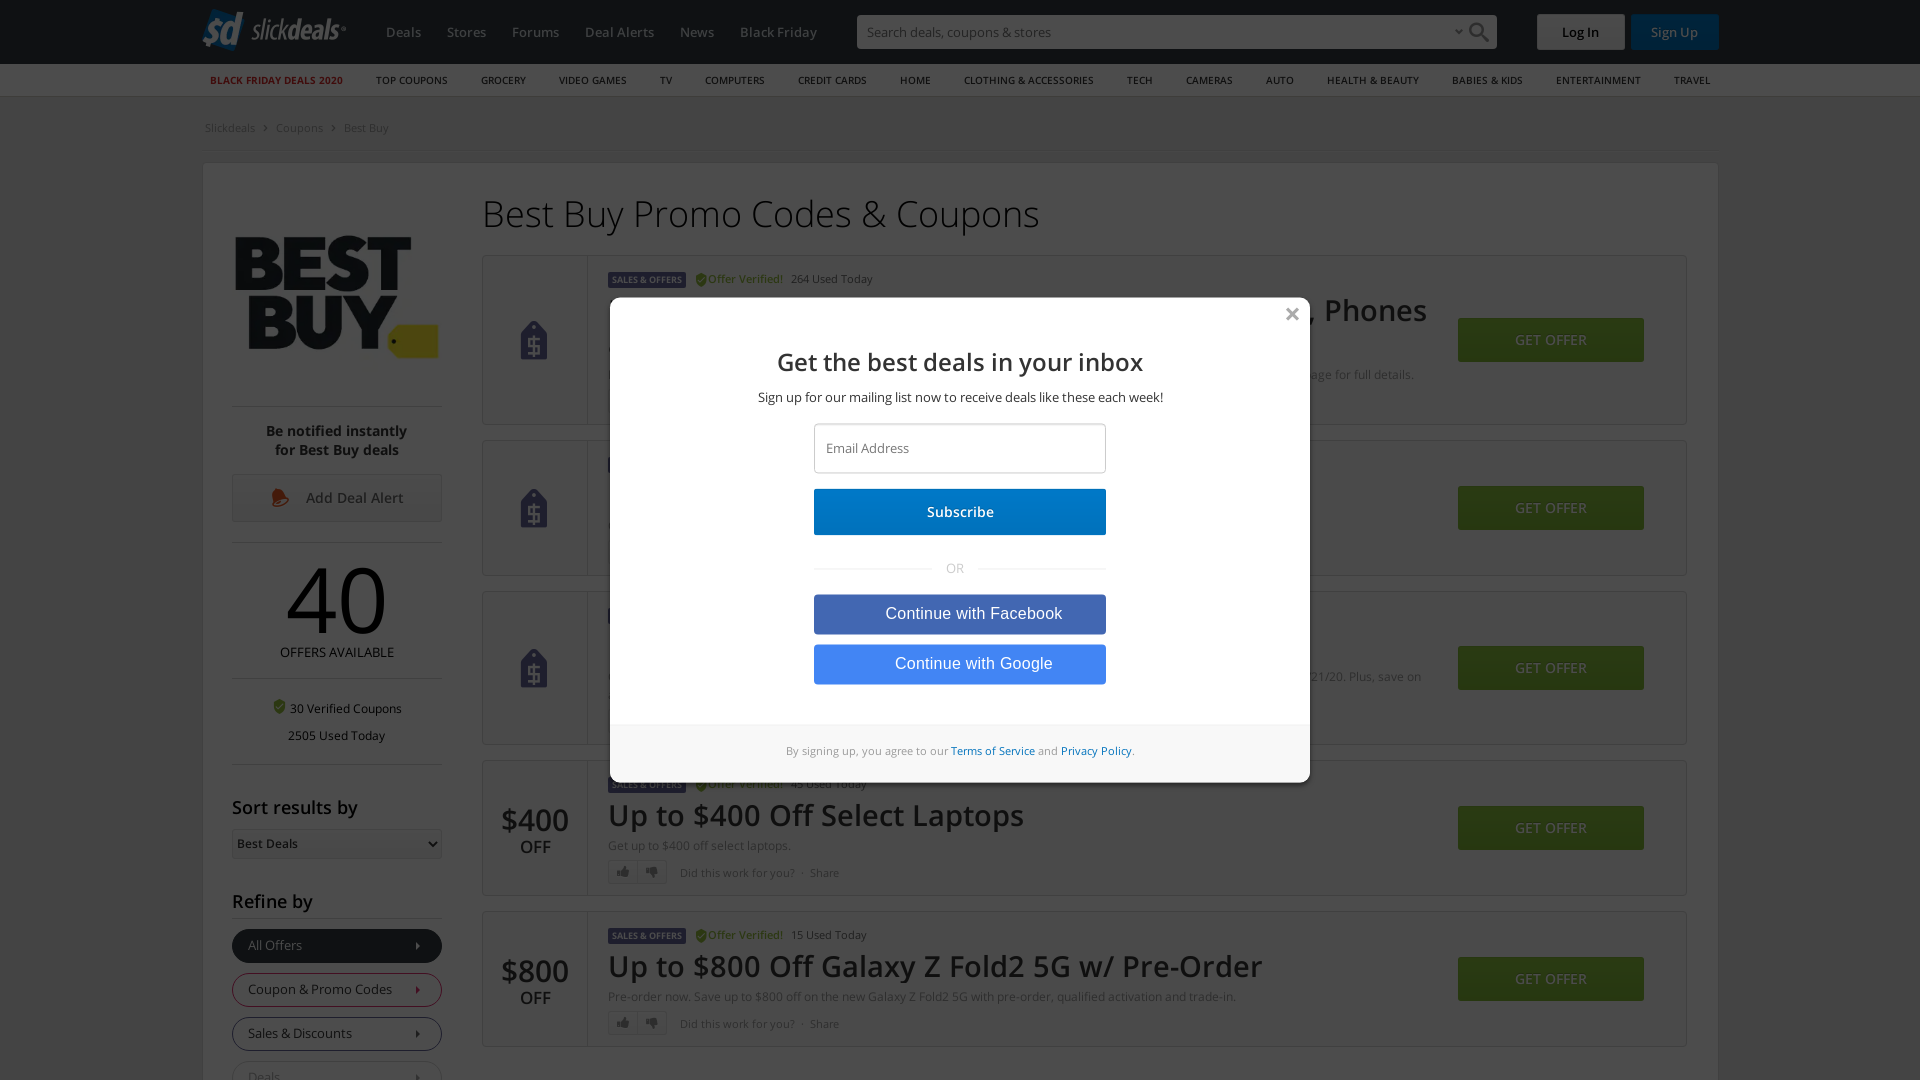 sd slickdeals
Deals
Stores
Forums
Deal Alerts
News
Black Friday
Search deals, coupons & stores
Log In
Sign Up
BLACK FRIDAY DEALS 2020
TOP COUPONS
GROCERY
VIDEO GAMES
TV
COMPUTERS
CREDIT CARDS
HOME
CLOTHING & ACCESSORIES
TECH
CAMERAS
AUTO
HEALTH & BEAUTY
BABIES & KIDS
ENTERTAINMENT
TRAVEL
Slickdeals
Coupons
Best Buy
BEST
BUY
Be notified instantly
for Best Buy deals
Add Deal Alert
40
OFFERS AVAILABLE
30 Verified Coupons
2505 Used Today
Sort results by
Best Deals
Refine by
All Offers
Coupon & Promo Codes
Sales & Discounts
Deals
Best Buy Promo Codes & Coupons
SALES & OFFERS
Offer Verified!
264 Used Today
, Phones
age for full details.
GET OFFER
GET OFFER
21/20. Plus, save on
GET OFFER
Get the best deals in your inbox
Sign up for our mailing list now to receive deals like these each week!
Email Address
Subscribe
OR
Continue with Facebook
Continue with Google
By signing up, you agree to our Terms of Service and Privacy Policy.
$400
OFF
SALES & OFFERS
Offer Verified!
45 Used Today
Up to $400 Off Select Laptops
Get up to $400 off select laptops.
Did this work for you? · Share
GET OFFER
$800
OFF
SALES & OFFERS
Offer Verified!
15 Used Today
Up to $800 Off Galaxy Z Fold2 5G w/ Pre-Order
Pre-order now. Save up to $800 off on the new Galaxy Z Fold2 5G with pre-order, qualified activation and trade-in.
Did this work for you? · Share
GET OFFER